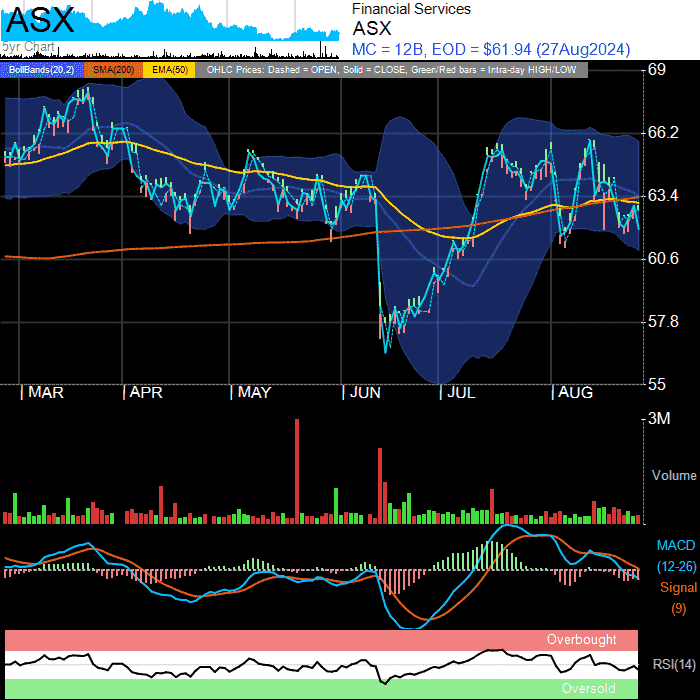 ASX
5yr Chart
Financial Services
ASX
MC = 12B, EOD = $61.94 (27Aug2024)
BollBands(20,2) SMA(200) EMA(50) OHLC Prices: Dashed = OPEN, Solid = CLOSE, Green/Red bars = Intra-day HIGH/LOW
69
66.2
63.4
60.6
57.8
55
MAR APR MAY JUN JUL AUG
3M
Volume
MACD
(12-26)
Signal
(9)
Overbought
RSI(14)
Oversold